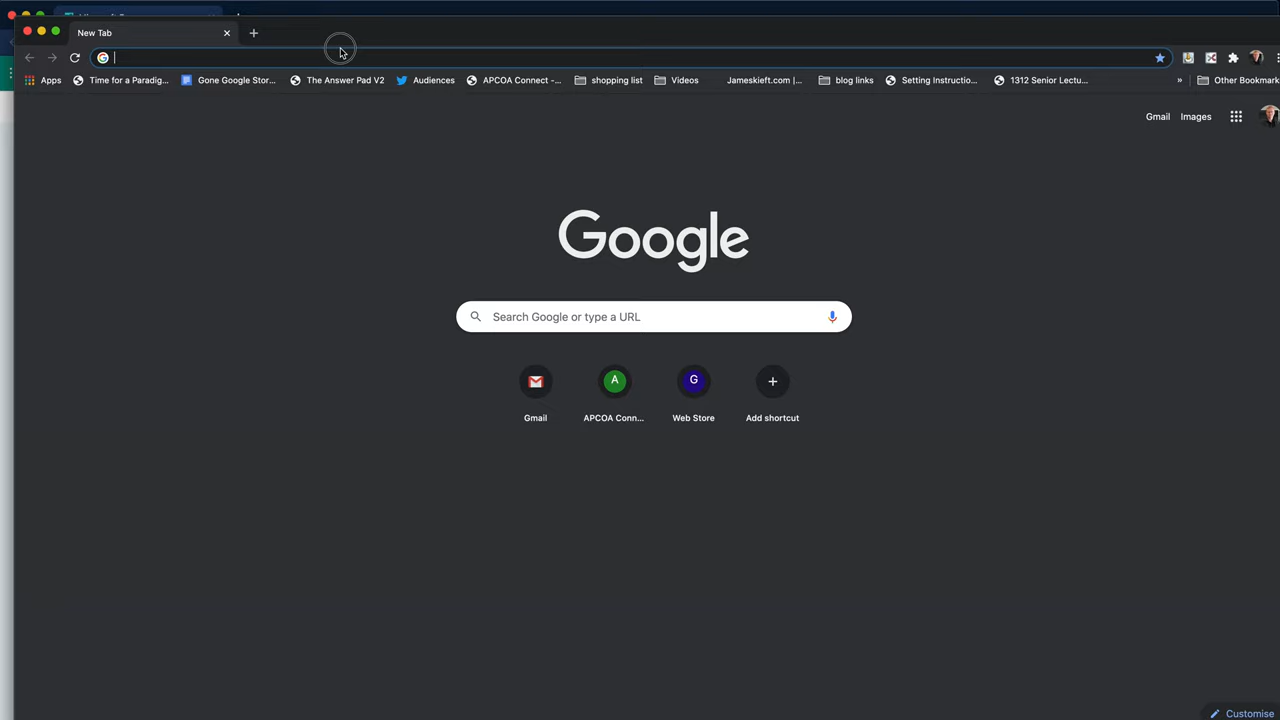 New Tab
Apps Time for a Paradig... Gone Google Stor... The Answer Pad V2 Audiences APCOA Connect -... shopping list Videos Jameskieft.com |... blog links Setting Instructio... 1312 Senior Lectu... » Other Bookmark
Gmail Images
Google
Search Google or type a URL
A G
Gmail APCOA Conn... Web Store Add shortcut
Customise